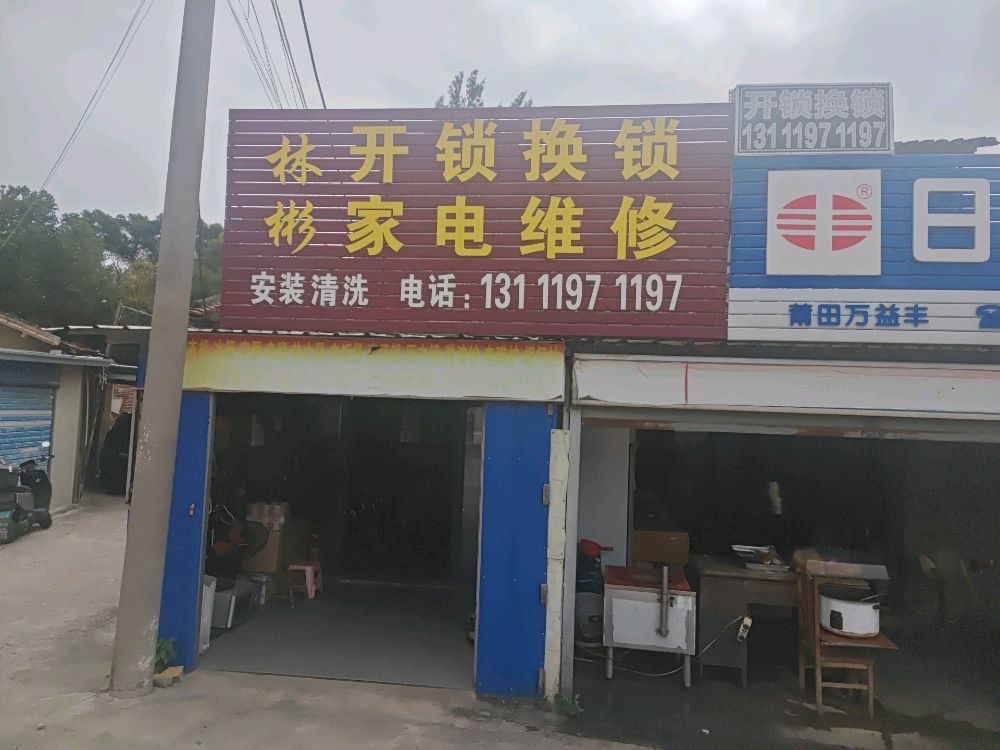 林彬
开锁换锁
家电维修
安装清洗 电话：131 1197 1197
开锁换锁
131 1197 1197
®
日
莆田万益丰